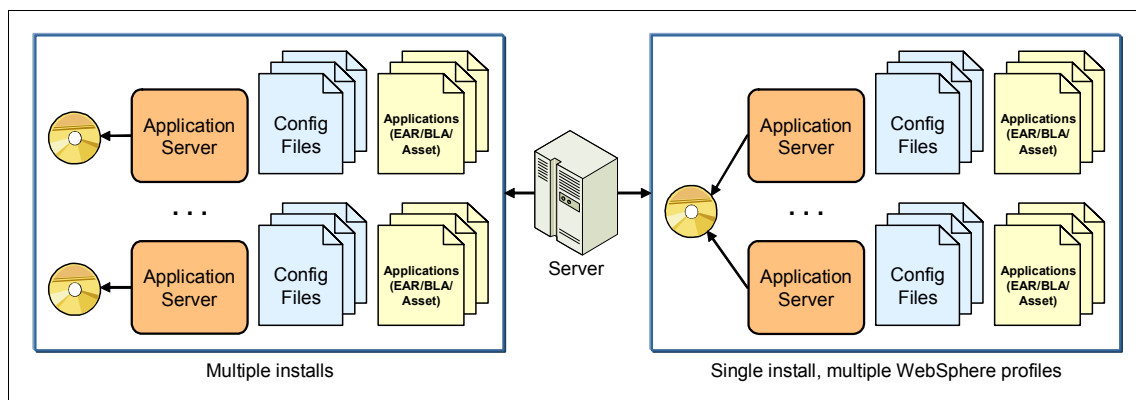 Application
Server
Config
Files
Applications
(EAR/BLA/
Asset)
. . .
Application
Server
Config
Files
Applications
(EAR/BLA/
Asset)
Multiple installs
Server
Application
Server
Config
Files
Applications
(EAR/BLA/
Asset)
. . .
Application
Server
Config
Files
Applications
(EAR/BLA/
Asset)
Single install, multiple WebSphere profiles